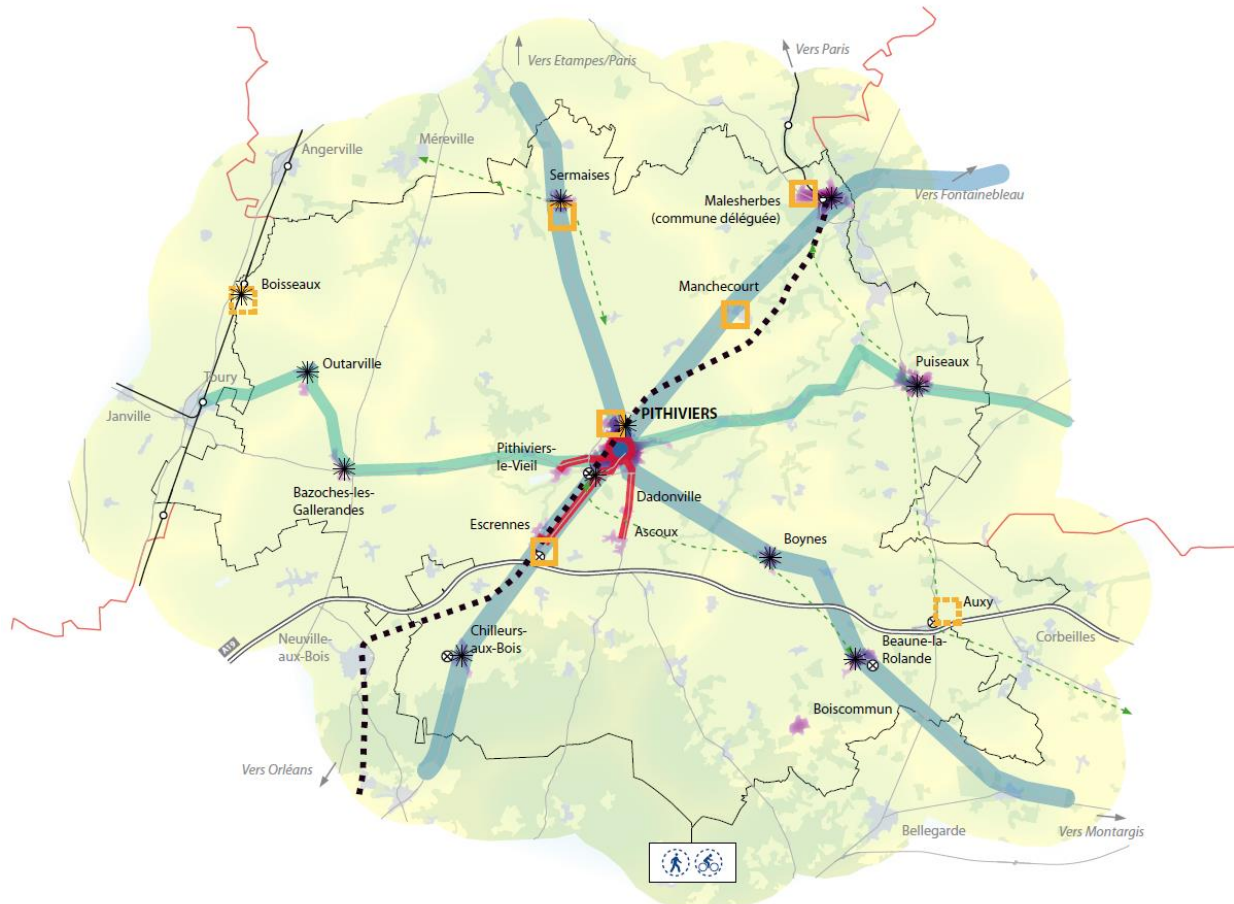 Vers Etampes/Paris
Vers Paris
Angerville
Méreville
Sermaises
Malesherbes
(commune déléguée)
Vers Fontainebleau
Boisseaux
Manchecourt
Outarville
Puiseaux
Toury
Janville
PITHIVIERS
Pithiviers-
le-Vieil
Bazoches-les-
Gallerandes
Dadonville
Escrennes
Ascoux
Boynes
Auxy
Neuville-
aux-Bois
Chilleurs-
aux-Bois
Corbeilles
A19
Beaune-la-
Rolande
Boiscommun
Vers Orléans
Bellegarde
Vers Montargis